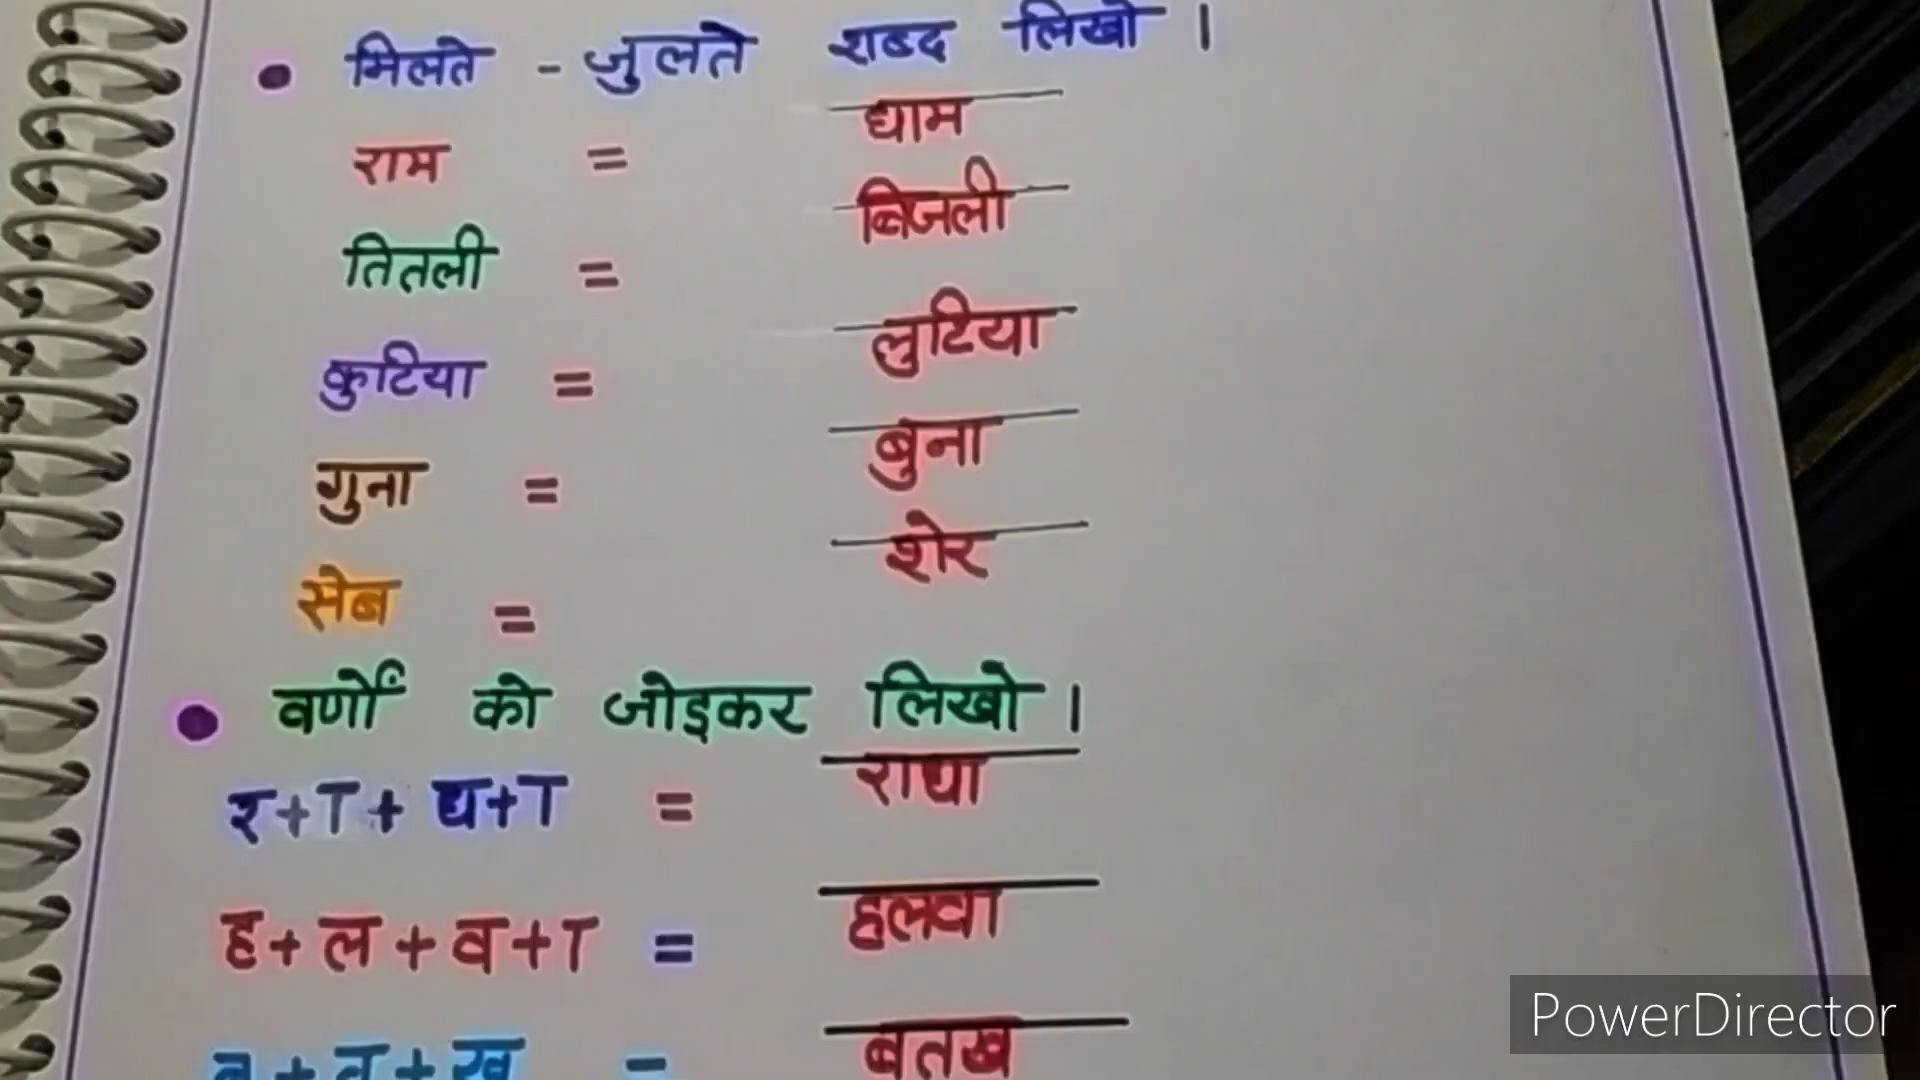 • मिलते - जुलते शब्द लिखो ।
राम = धाम
तितली = बिजली
कुटिया = लुटिया
गुना = बुना
सेब = शेर
• वर्णों को जोड़कर लिखो ।
र+ा+ ध+ा = राधा
ह+ ल + व+ा = हलवा
ब + त + ख = बतख
PowerDirector